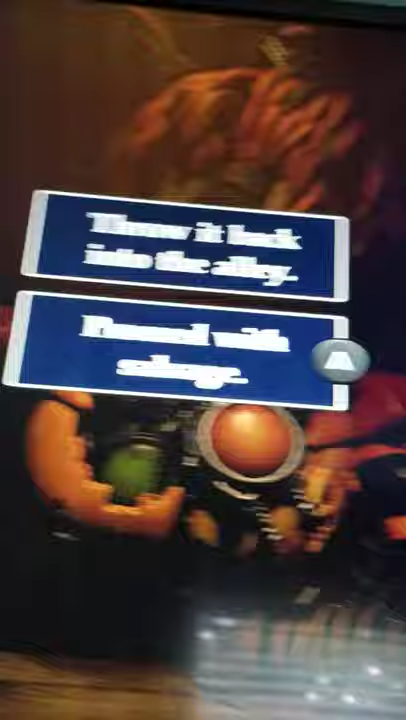 Throw it back
into the alley.
Proceed with
salvage.
A